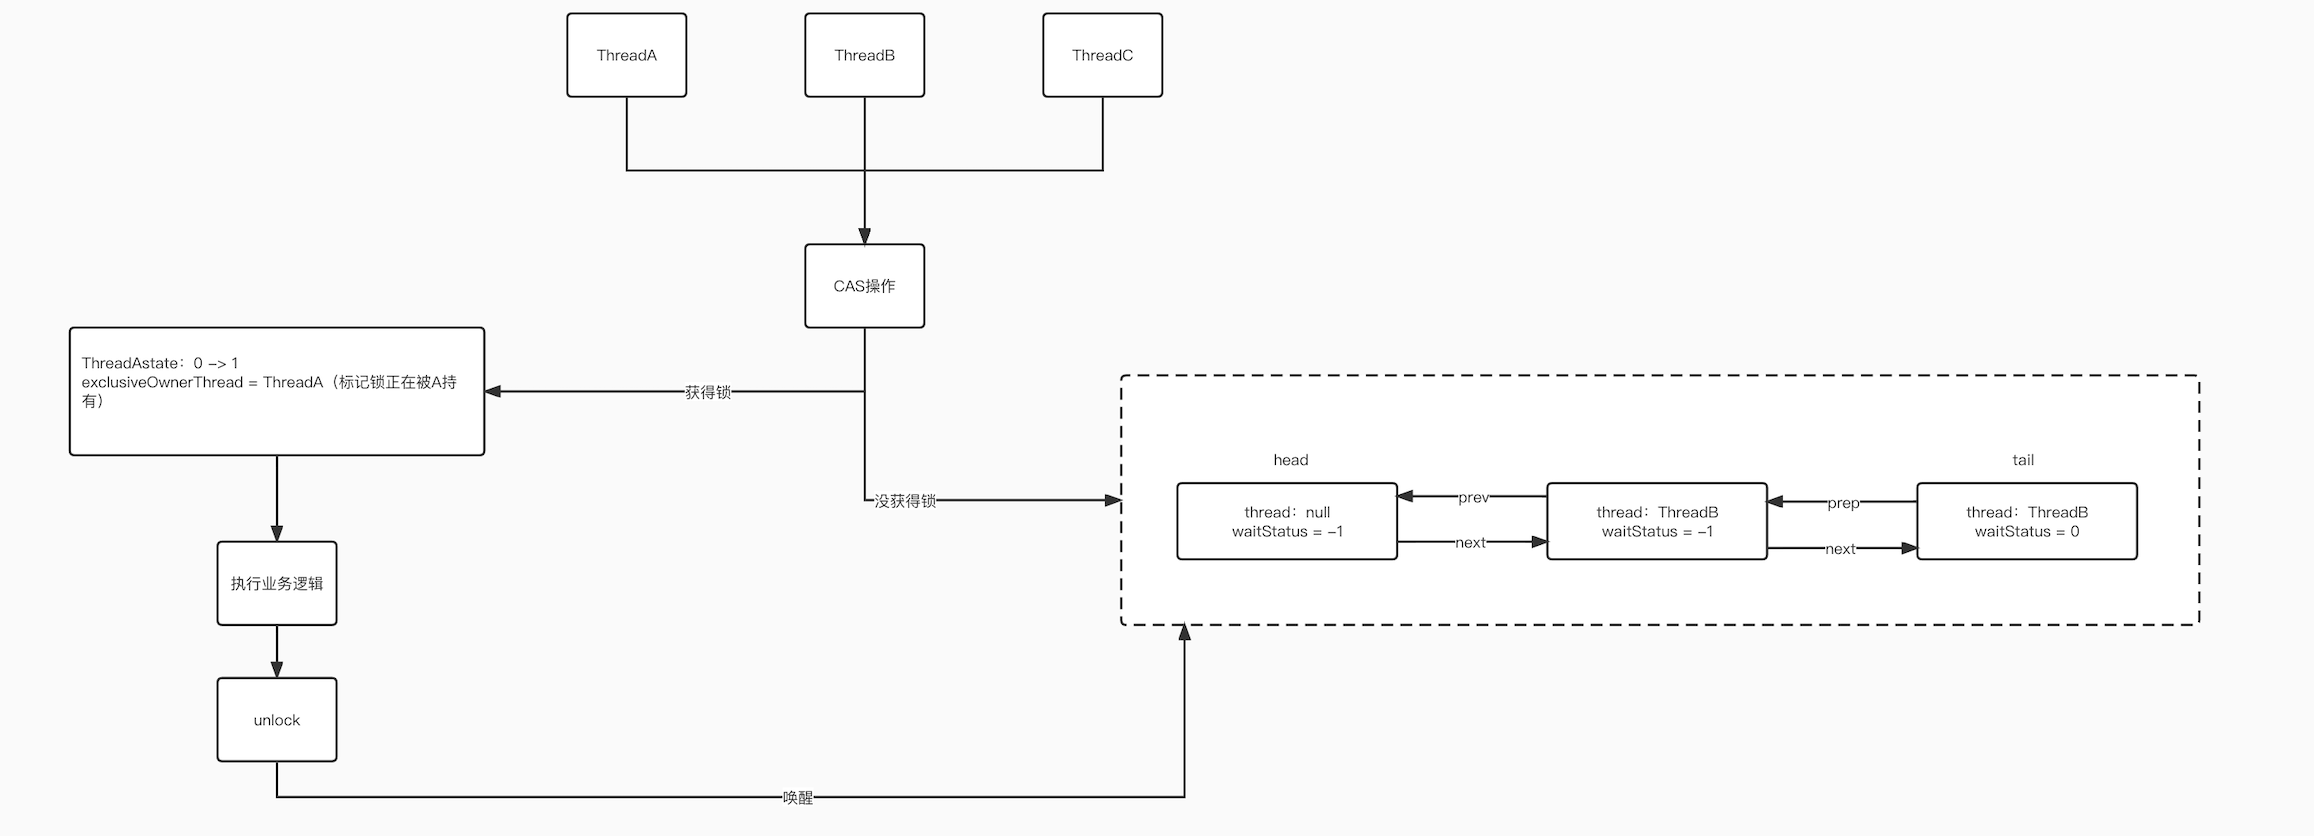 ThreadA
ThreadB
ThreadC
CAS操作
ThreadAstate：0 -> 1
exclusiveOwnerThread = ThreadA（标记锁正在被A持
有）
获得锁
没获得锁
head
tail
thread：null
waitStatus = -1
prev
next
thread：ThreadB
waitStatus = -1
prep
next
thread：ThreadB
waitStatus = 0
执行业务逻辑
unlock
唤醒